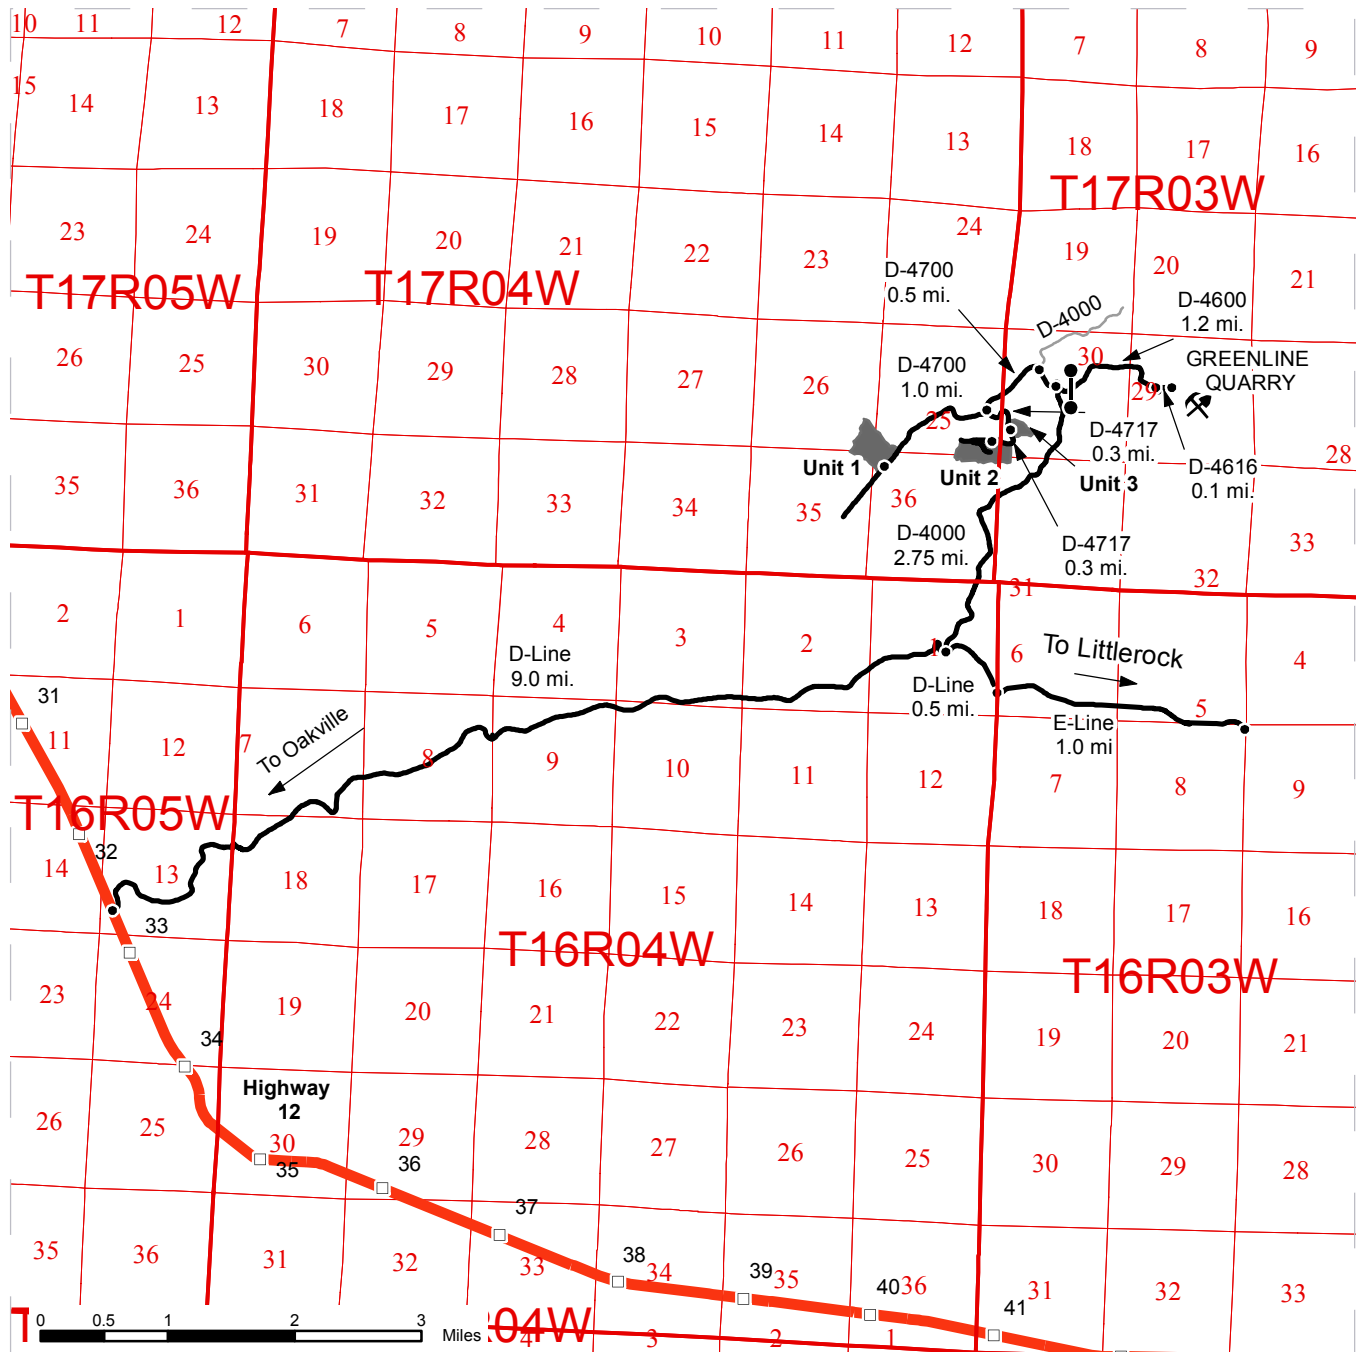 10 11 12 7 8 9 10 11 12 7 8 9
15 14 13 18 17 16 15 14 13 18 17 16
T17R03W
23 24 19 20 21 22 23 24 19 20 21
T17R05W T17R04W
D-4700
0.5 mi.
D-4000
D-4600
1.2 mi.
GREENLINE
QUARRY
26 25 30 29 28 27 26 25 30 29 28
D-4700
1.0 mi.
D-4717
0.3 mi.
D-4616
0.1 mi.
Unit 1
Unit 2
Unit 3
35 36 31 32 33 34 35 36 31 32 33
D-4000
2.75 mi.
D-4717
0.3 mi.
2 1 6 5 4 3 2 1 6 5 4
D-Line
9.0 mi.
To Littlerock
D-Line
0.5 mi.
E-Line
1.0 mi
31
To Oakville
11 12 7 8 9 10 11 12 7 8 9
T16R05W
32
14 13 18 17 16 15 14 13 18 17 16
33
T16R04W
T16R03W
23 24 19 20 21 22 23 24 19 20 21
34
Highway
12
26 25 30 29 28 27 26 25 30 29 28
35
36
37
35 36 31 32 33 34 35 36 31 32 33
38
39
40
41
T 04W
4 3 2 1
0 0.5 1 2 3
Miles